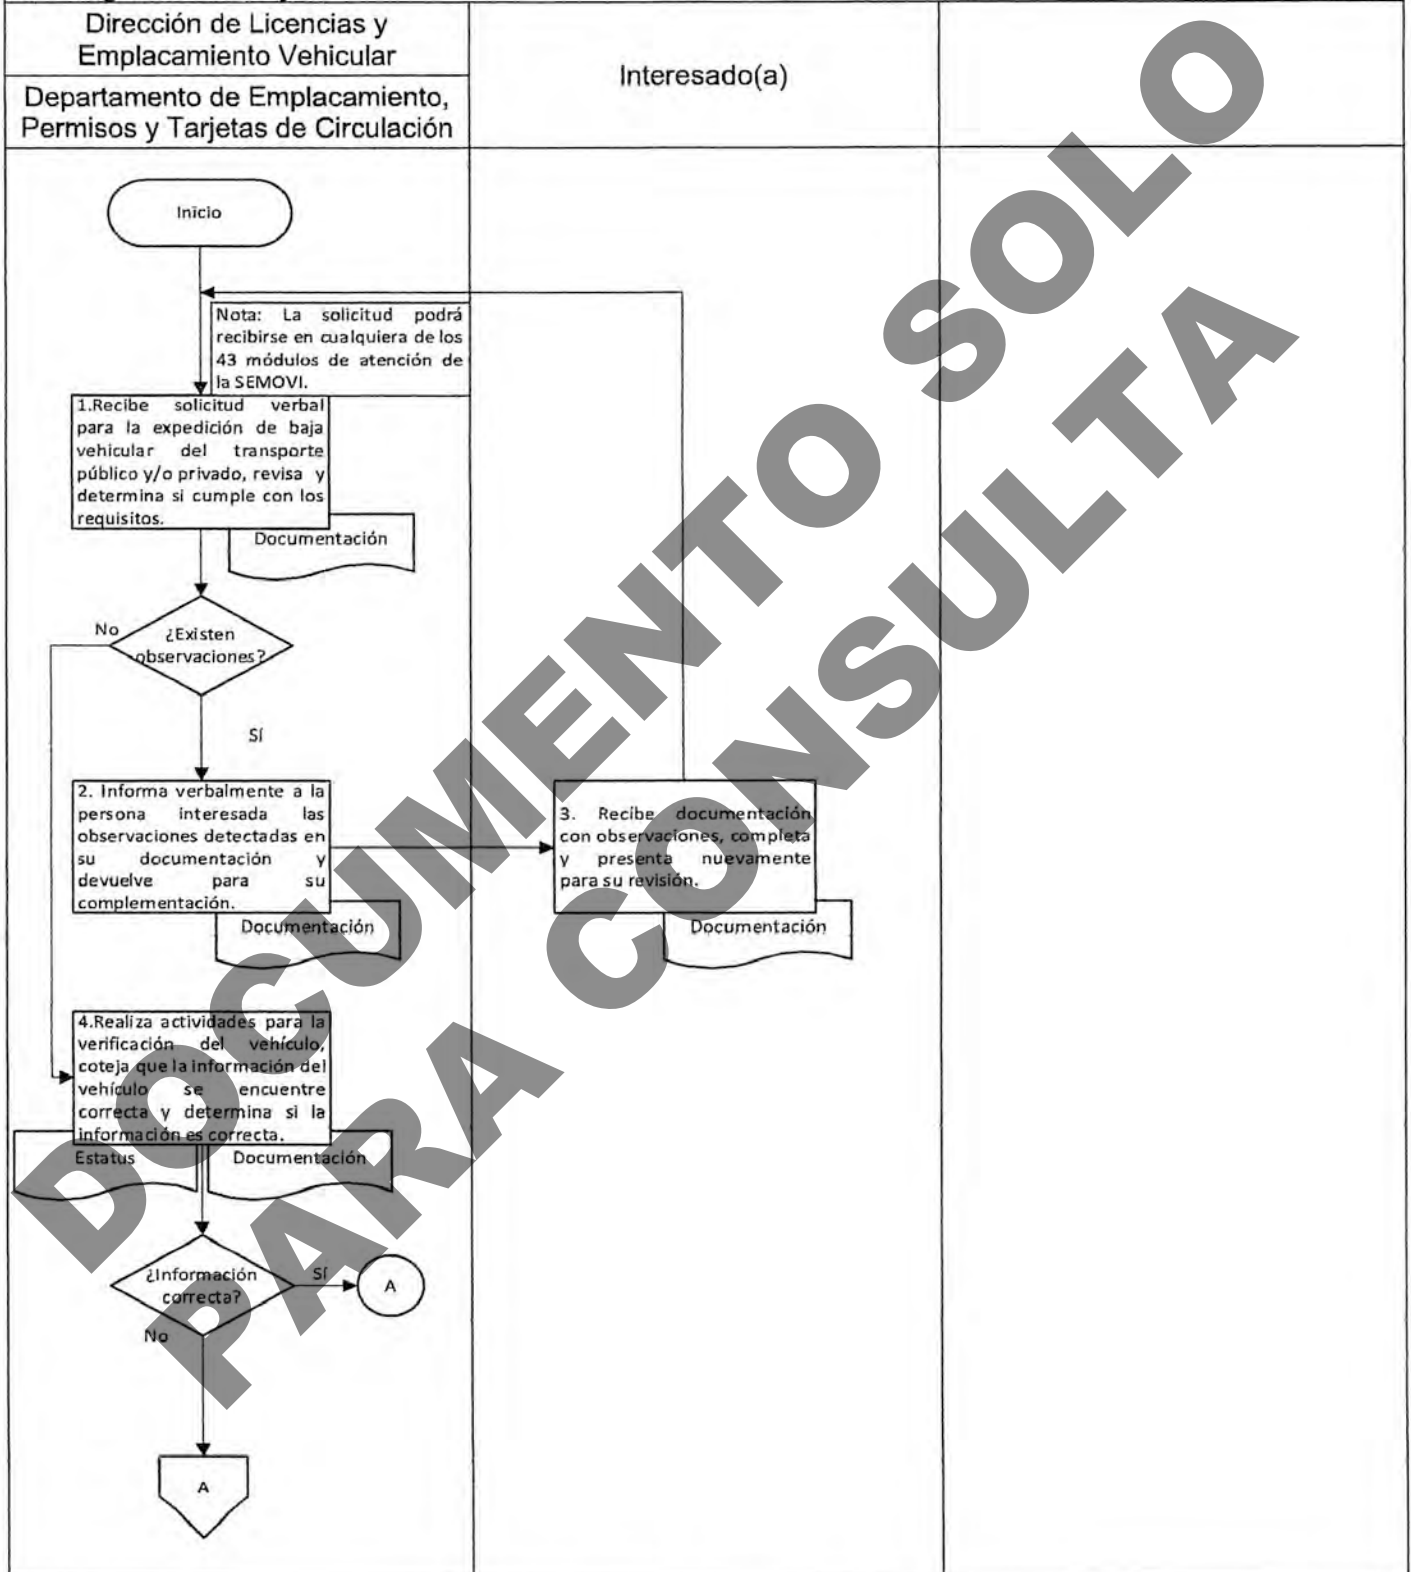 Dirección de Licencias y
Emplacamiento Vehicular
Departamento de Emplacamiento,
Permisos y Tarjetas de Circulación
Interesado(a)
Inicio
Nota: La solicitud podrá
recibirse en cualquiera de los
43 módulos de atención de
la SEMOVI.
1.Recibe solicitud verbal
para la expedición de baja
vehicular del transporte
público y/o privado, revisa y
determina si cumple con los
requisitos.
Documentación
¿Existen
observaciones?
No
Sí
2. Informa verbalmente a la
persona interesada las
observaciones detectadas en
su documentación y
devuelve para su
complementación.
Documentación
3. Recibe documentación
con observaciones, completa
y presenta nuevamente
para su revisión.
Documentación
4.Realiza actividades para la
verificación del vehículo,
coteja que la información del
vehículo se encuentre
correcta y determina si la
información es correcta.
Estatus
Documentación
¿Información
correcta?
Sí
A
No
A
DOCUMENTO SOLO
PARA CONSULTA